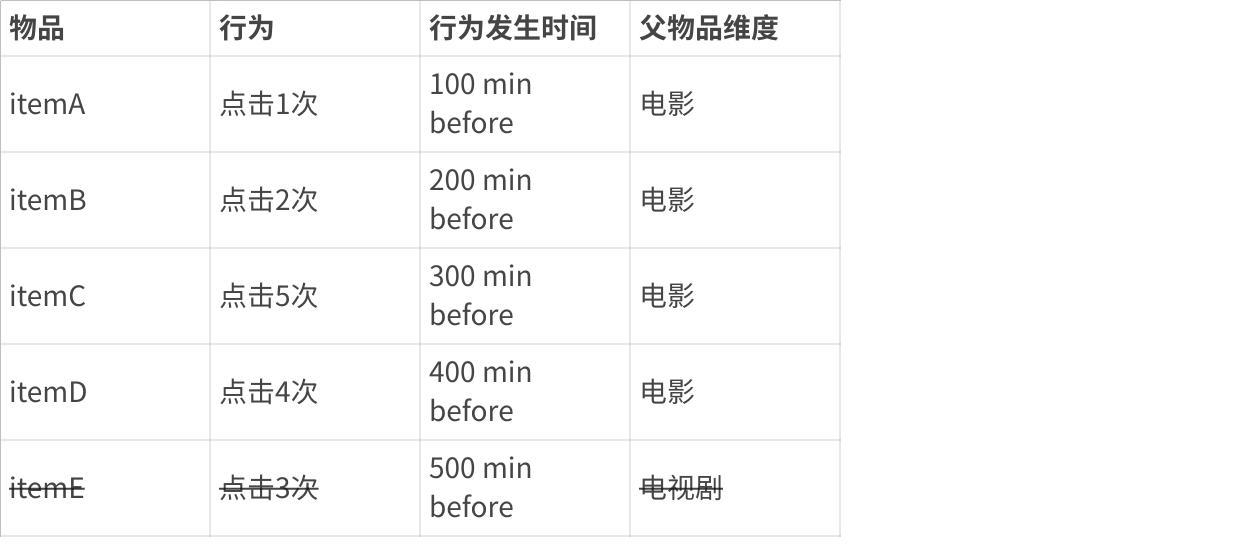 物品 行为 行为发生时间 父物品维度
itemA 点击1次 100 min before 电影
itemB 点击2次 200 min before 电影
itemC 点击5次 300 min before 电影
itemD 点击4次 400 min before 电影
itemE 点击3次 500 min before 电视剧